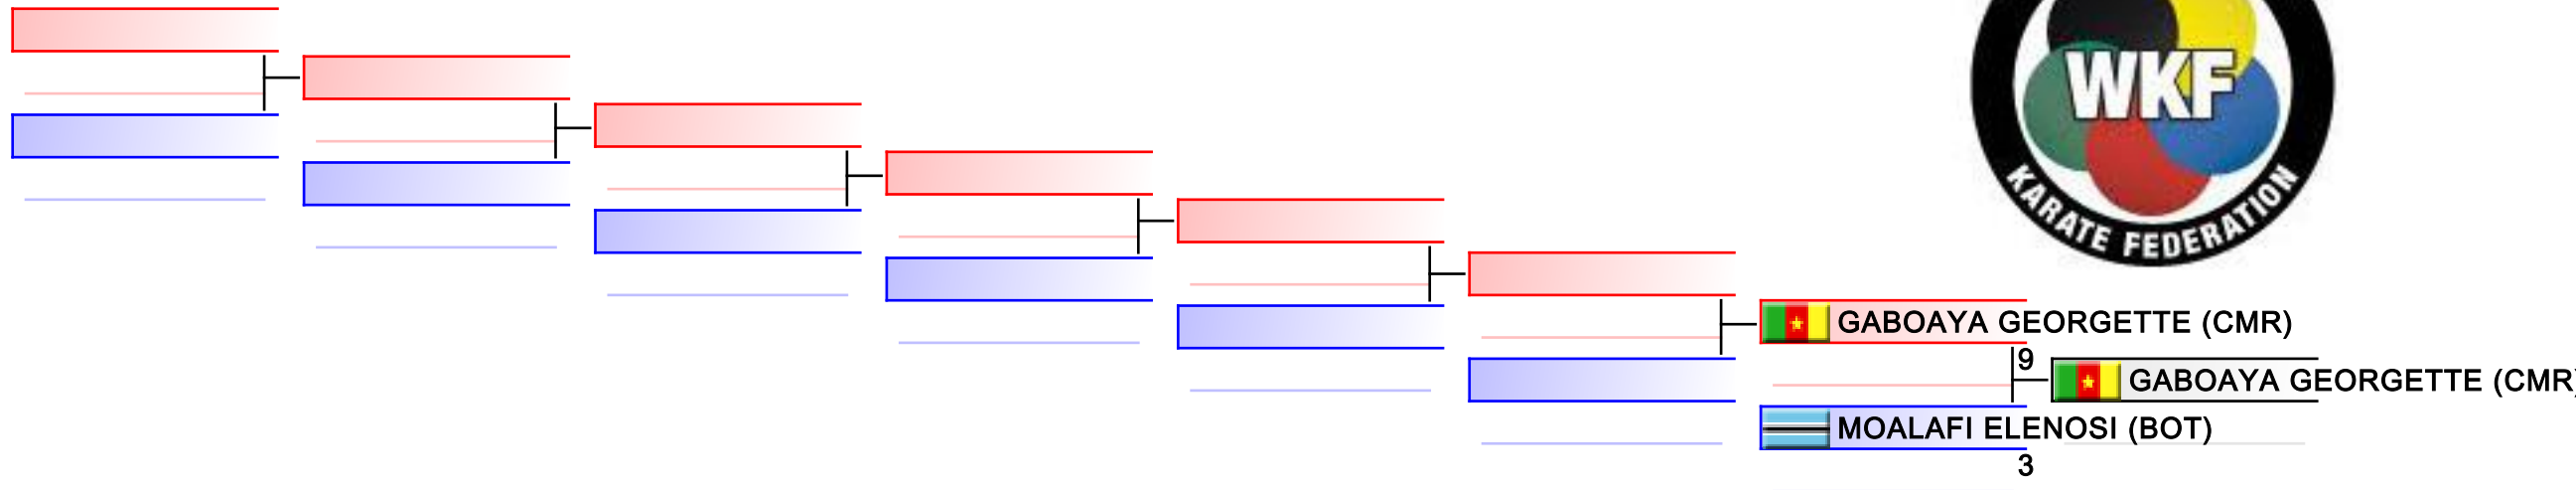 WKF
KARATE FEDERATION
GABOAYA GEORGETTE (CMR)
9
GABOAYA GEORGETTE (CMR)
MOALAFI ELENOSI (BOT)
3